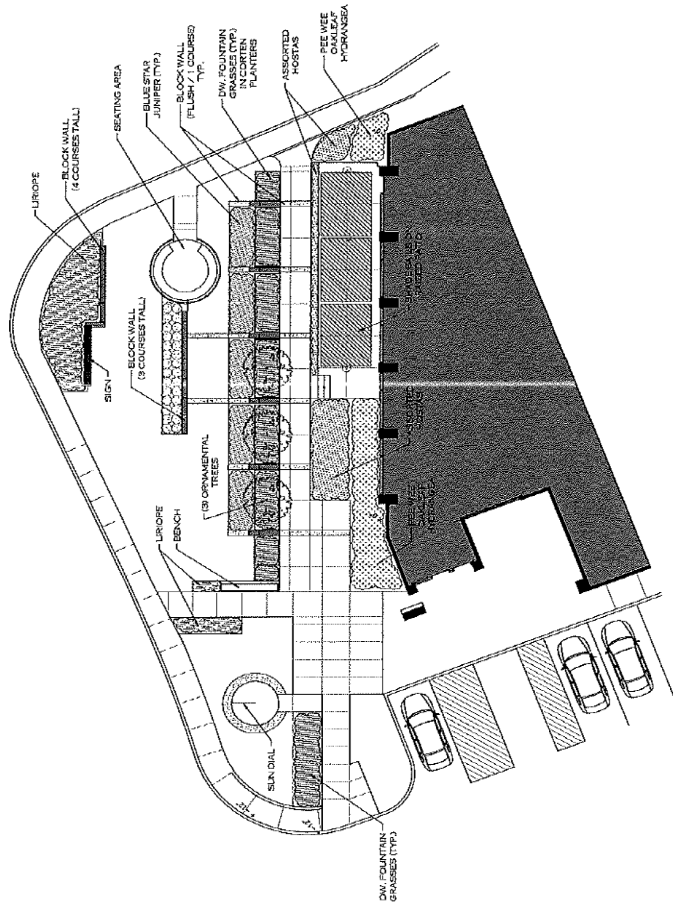 LIRIOPE
BLOCK WALL
(4 COURSES TALL)
SEATING AREA
BLUE STAR
JUNIPER (TYP.)
BLOCK WALL
(FLUSH / 1 COURSE)
TYP.
DW. FOUNTAIN
GRASSES (TYP.)
IN CORTEN
PLANTERS
ASSORTED
HOSTAS
PEE WEE
OAKLEAF
HYDRANGEA
SIGN
BLOCK WALL
(3 COURSES TALL)
(3) ORNAMENTAL
TREES
LIRIOPE
BENCH
SUN DIAL
DW. FOUNTAIN
GRASSES (TYP.)
HOSTAS
HYDRANGEA